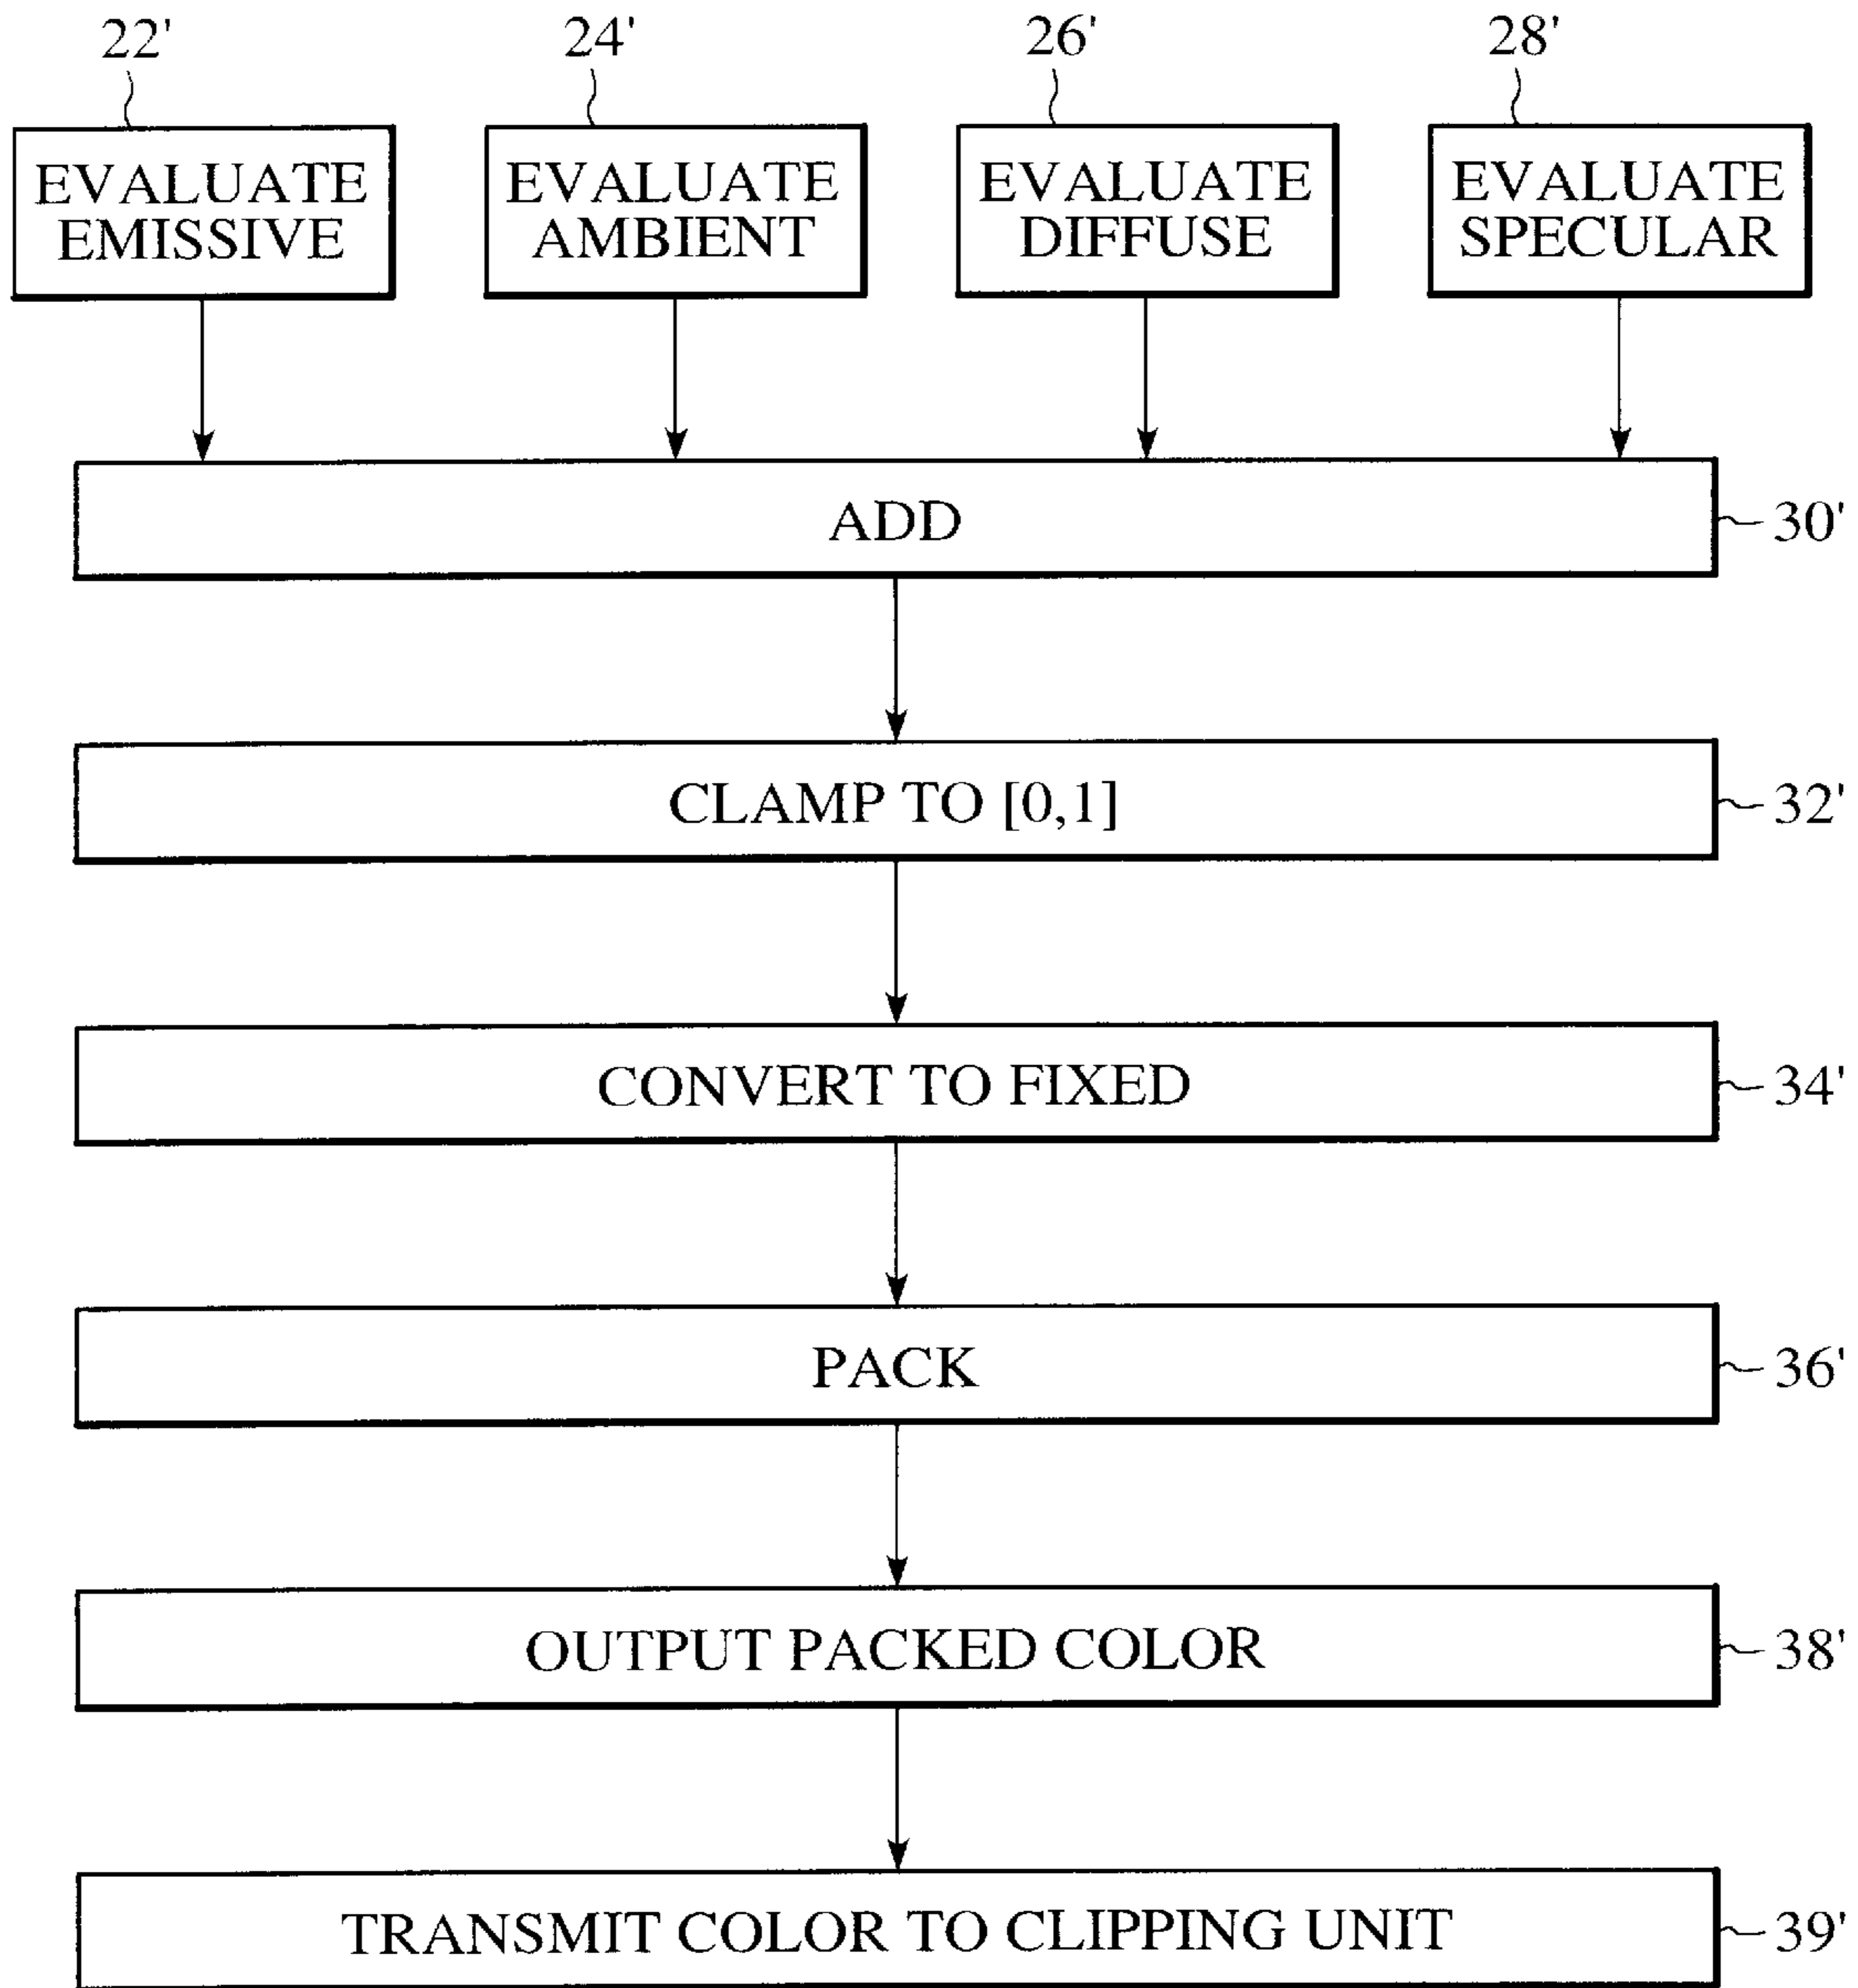 22'
24'
26'
28'
EVALUATE
EMISSIVE
EVALUATE
AMBIENT
EVALUATE
DIFFUSE
EVALUATE
SPECULAR
ADD
30'
CLAMP TO [0,1]
32'
CONVERT TO FIXED
34'
PACK
36'
OUTPUT PACKED COLOR
38'
TRANSMIT COLOR TO CLIPPING UNIT
39'